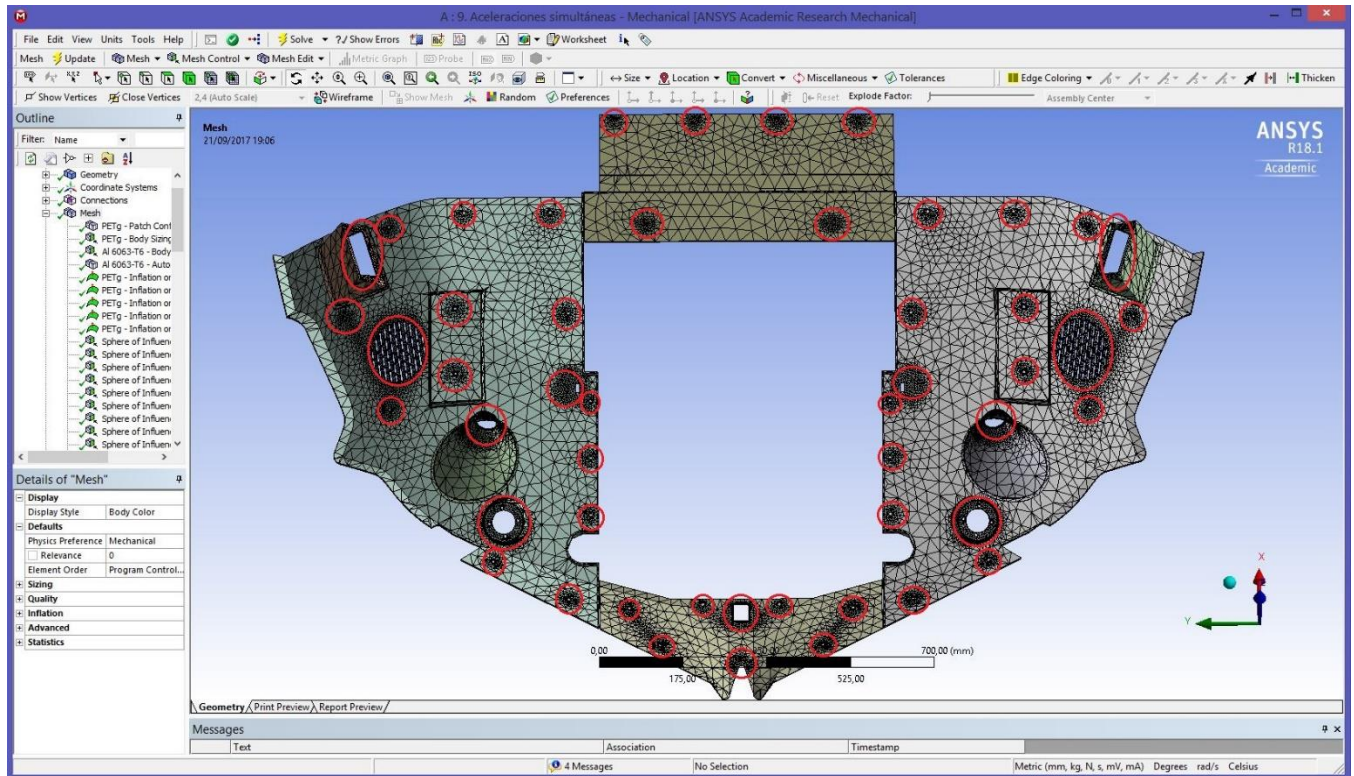 A : 9. Aceleraciones simultáneas - Mechanical [ANSYS Academic Research Mechanical]
File Edit View Units Tools Help Solve ?/ Show Errors Worksheet
Mesh Update Mesh Mesh Control Mesh Edit Metric Graph Probe
Size Location Convert Miscellaneous Tolerances Edge Coloring Thicken
Show Vertices Close Vertices 2,4 (Auto Scale) Wireframe Show Mesh Random Preferences Reset Explode Factor: Assembly Center
Outline
Filter: Name
Geometry
Coordinate Systems
Connections
Mesh
PETg - Patch Conf
PETg - Body Sizing
Al 6063-T6 - Body
Al 6063-T6 - Auto
PETg - Inflation or
PETg - Inflation or
PETg - Inflation or
PETg - Inflation or
PETg - Inflation or
Sphere of Influen
Sphere of Influen
Sphere of Influen
Sphere of Influen
Sphere of Influen
Sphere of Influen
Sphere of Influen
Sphere of Influen
Sphere of Influen
Details of "Mesh"
Display
Display Style Body Color
Defaults
Physics Preference Mechanical
Relevance 0
Element Order Program Control...
Sizing
Quality
Inflation
Advanced
Statistics
Mesh
21/09/2017 19:06
ANSYS
R18.1
Academic
X
Y
0,00 700,00 (mm)
175,00 525,00
Geometry Print Preview Report Preview
Messages
Text Association Timestamp
4 Messages No Selection Metric (mm, kg, N, s, mV, mA) Degrees rad/s Celsius